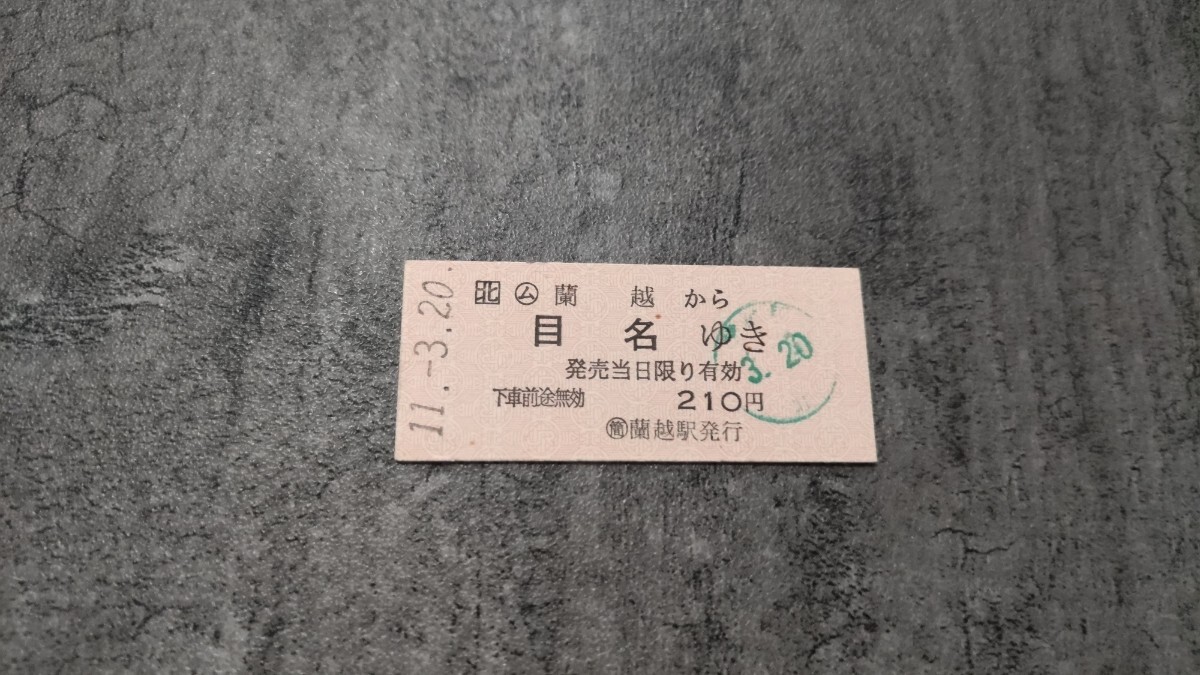 11.-3.20.
北 ム 蘭越から
目名ゆき
発売当日限り有効
下車前途無効 210円
簡蘭越駅発行
3.20